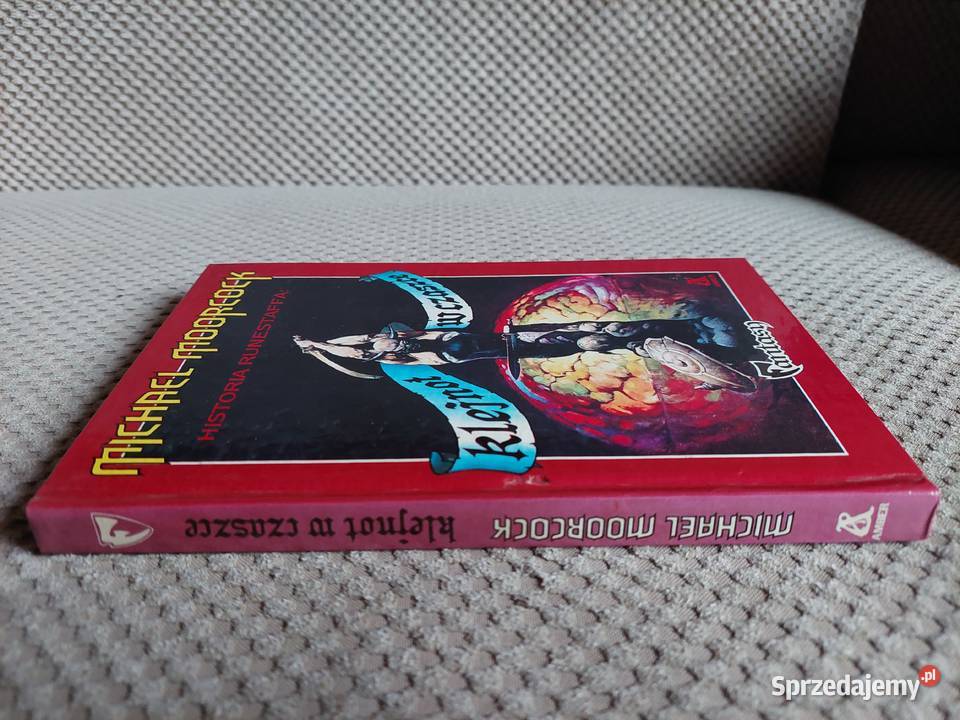 MICHAEL MOORCOCK
HISTORIA RUNESTAFFA:
klejnot
w czaszce
Fantasy
klejnot w czaszce
MICHAEL MOORCOCK
AMBER
Sprzedajemy.pl